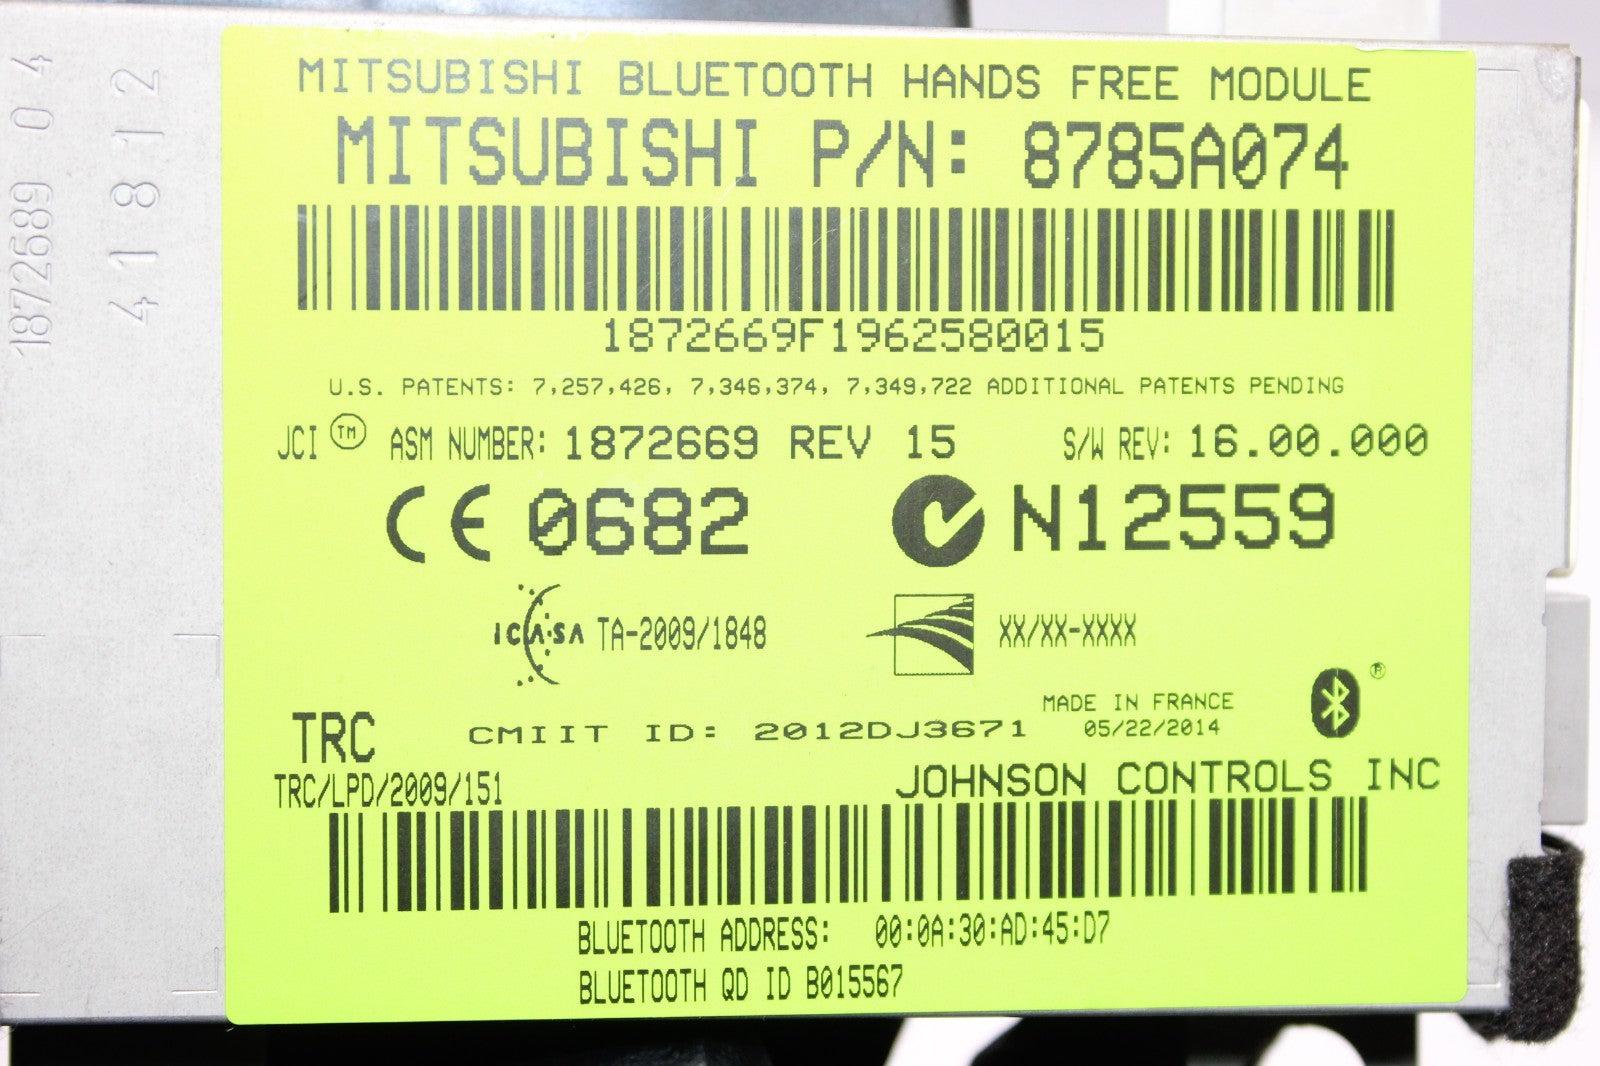 1872689 04
41812
MITSUBISHI BLUETOOTH HANDS FREE MODULE
MITSUBISHI P/N: 8785A074
1872669F1962580015
U.S. PATENTS: 7,257,426, 7,346,374, 7,349,722 ADDITIONAL PATENTS PENDING
JCI TM ASM NUMBER: 1872669 REV 15 S/W REV: 16.00.000
CE 0682 N12559
ICASA TA-2009/1848 XX/XX-XXXX
MADE IN FRANCE
05/22/2014
TRC CMIIT ID: 2012DJ3671
TRC/LPD/2009/151
JOHNSON CONTROLS INC
BLUETOOTH ADDRESS: 00:0A:30:AD:45:D7
BLUETOOTH QD ID B015567